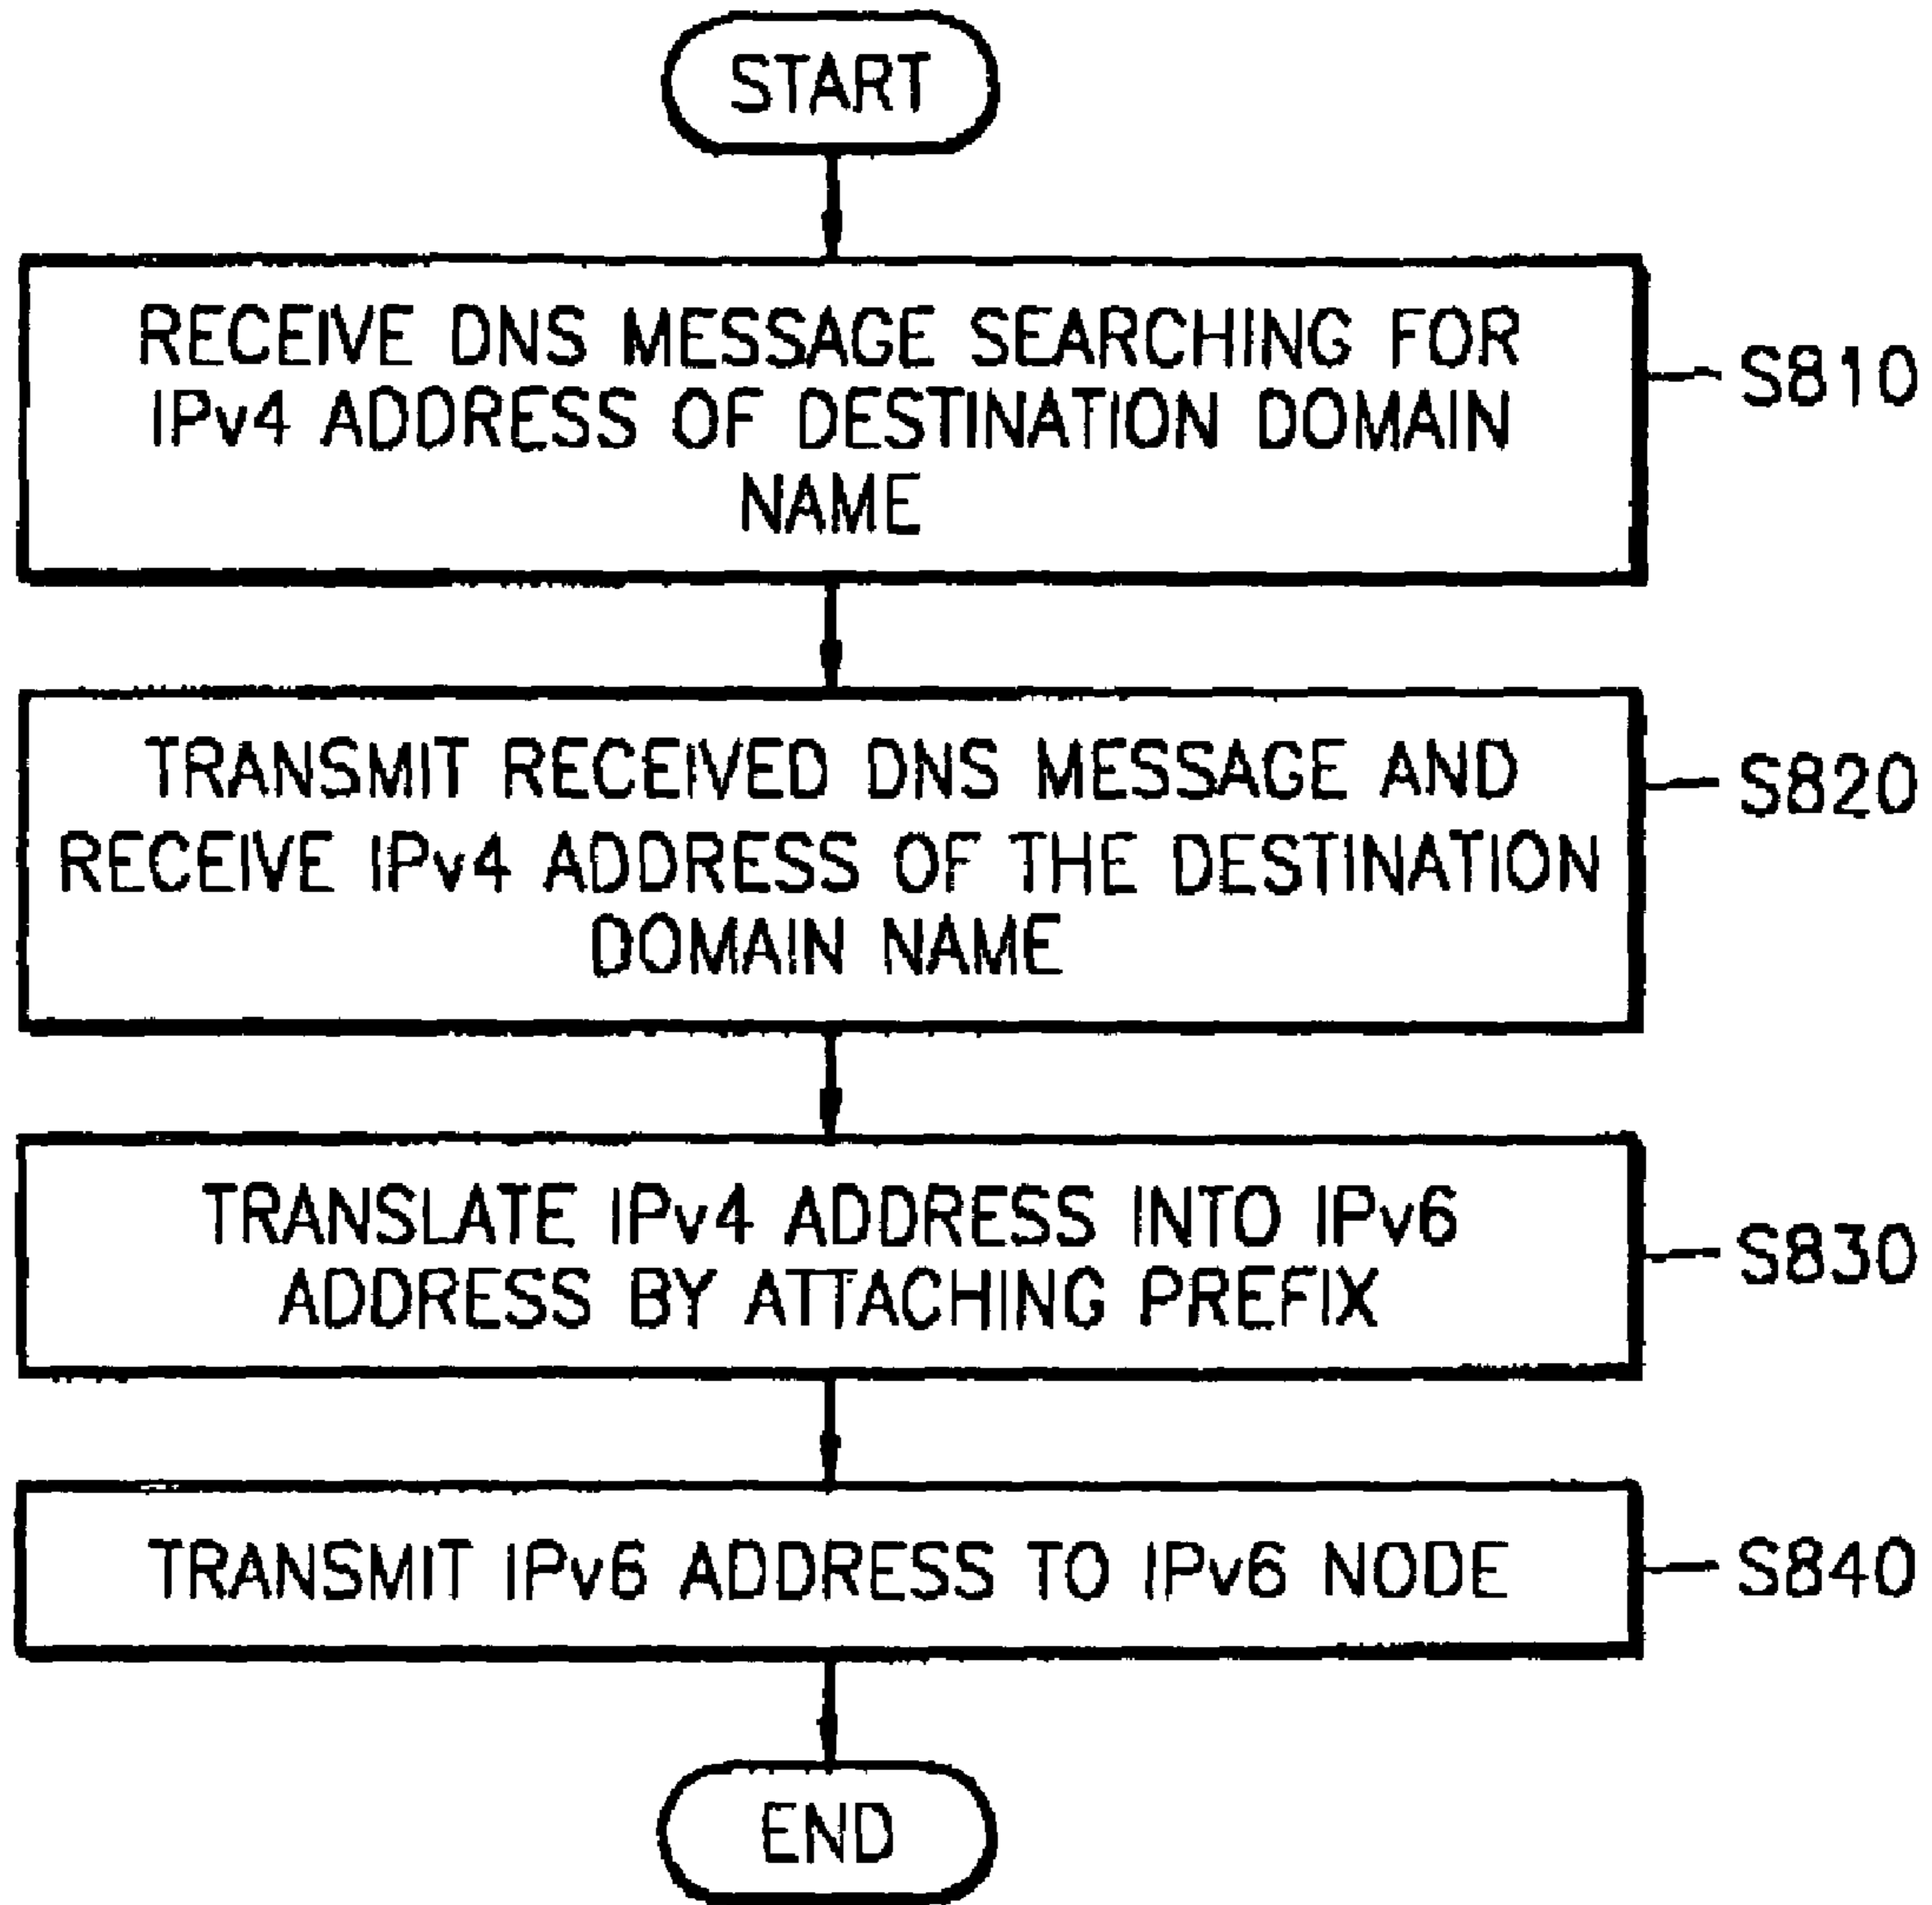 START
RECEIVE DNS MESSAGE SEARCHING FOR
IPv4 ADDRESS OF DESTINATION DOMAIN
NAME
S810
TRANSMIT RECEIVED DNS MESSAGE AND
RECEIVE IPv4 ADDRESS OF THE DESTINATION
DOMAIN NAME
S820
TRANSLATE IPv4 ADDRESS INTO IPv6
ADDRESS BY ATTACHING PREFIX
S830
TRANSMIT IPv6 ADDRESS TO IPv6 NODE
S840
END